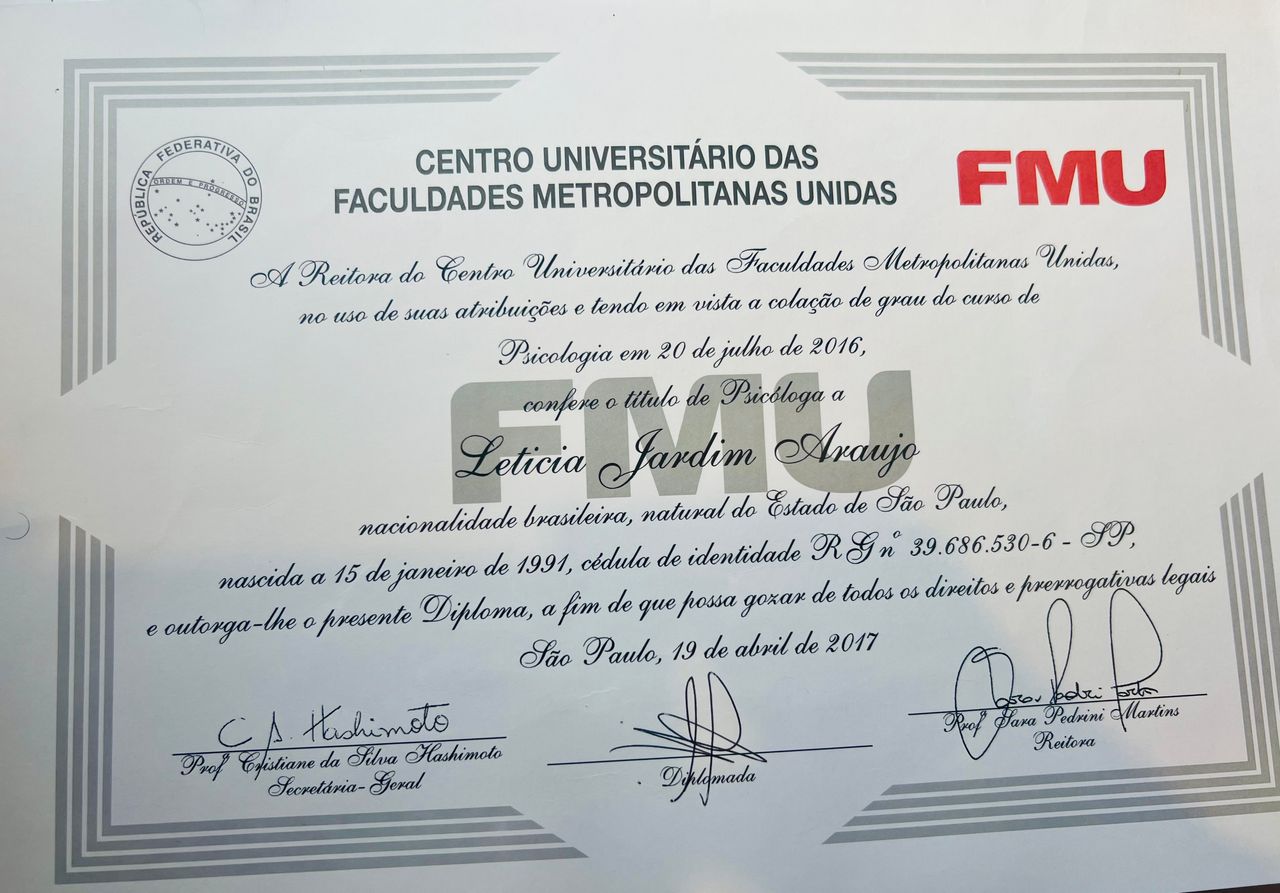 REPÚBLICA FEDERATIVA DO BRASIL
ORDEM E PROGRESSO
CENTRO UNIVERSITÁRIO DAS
FACULDADES METROPOLITANAS UNIDAS
FMU
A Reitora do Centro Universitário das Faculdades Metropolitanas Unidas,
no uso de suas atribuições e tendo em vista a colação de grau do curso de
Psicologia em 20 de julho de 2016,
confere o título de Psicóloga a
FMU
Leticia Jardim Araujo
nacionalidade brasileira, natural do Estado de São Paulo,
nascida a 15 de janeiro de 1991, cédula de identidade RG nº 39.686.530-6 - SP,
e outorga-lhe o presente Diploma, a fim de que possa gozar de todos os direitos e prerrogativas legais
São Paulo, 19 de abril de 2017
C S. Hashimoto
Profª Cristiane da Silva Hashimoto
Secretária-Geral
Diplomada
Profª Sara Pedrini Martins
Reitora